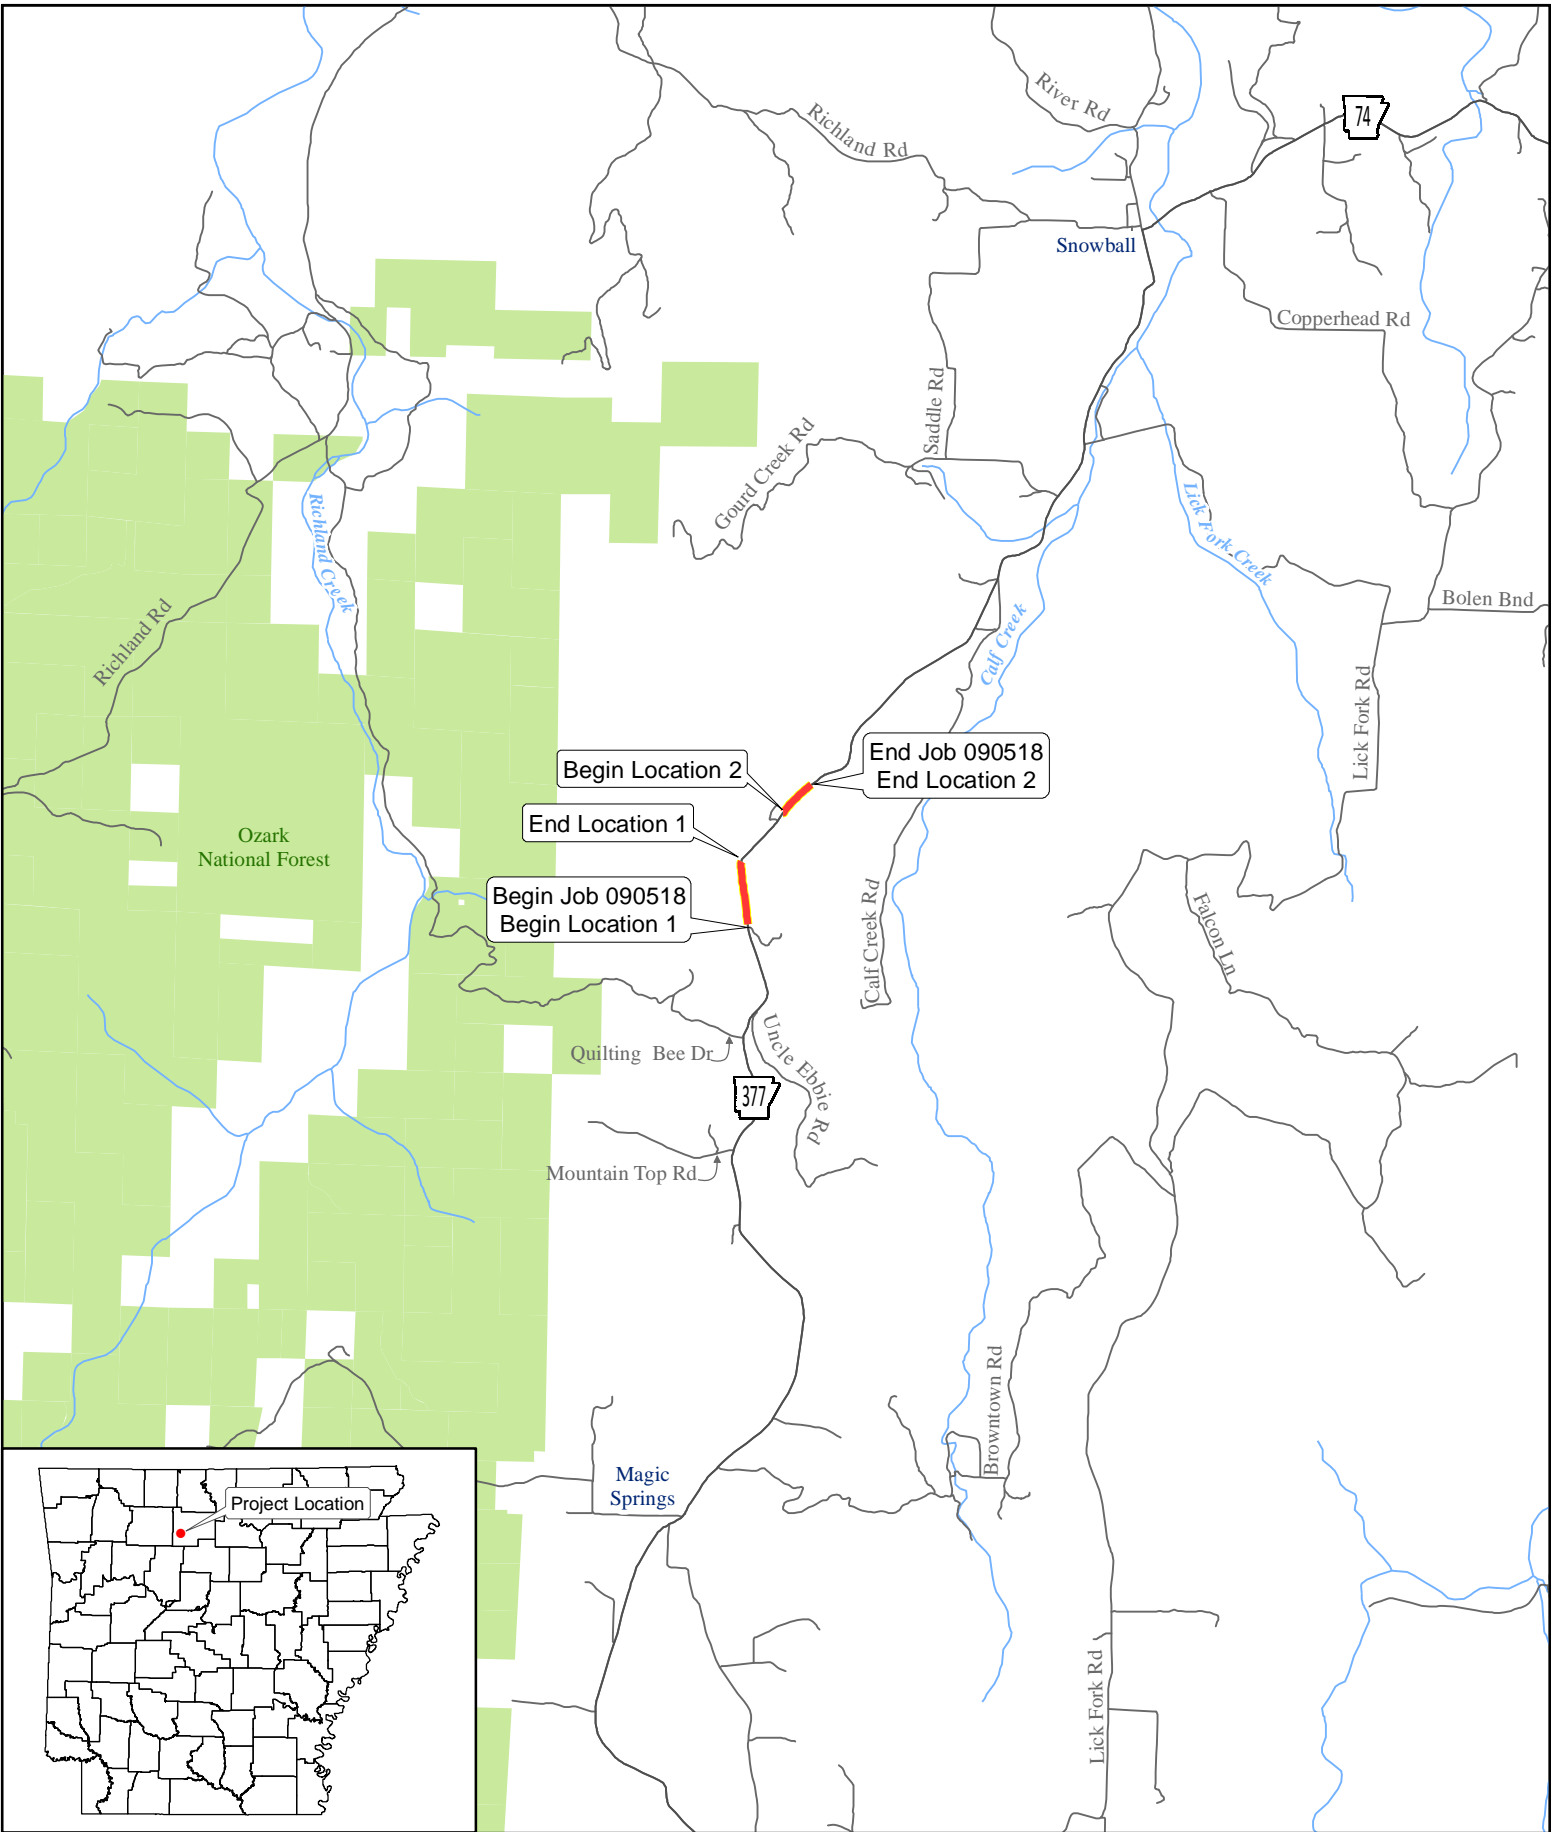 River Rd
74
Richland Rd
Snowball
Copperhead Rd
Saddle Rd
Gourd Creek Rd
Richland Creek
Lick Fork Creek
Bolen Bnd
Richland Rd
Calf Creek
Lick Fork Rd
Begin Location 2
End Job 090518
End Location 2
End Location 1
Ozark
National Forest
Begin Job 090518
Begin Location 1
Calf Creek Rd
Falcon Ln
Uncle Ebbie Rd
Quilting Bee Dr
377
Mountain Top Rd
Browntown Rd
Magic
Springs
Project Location
Lick Fork Rd